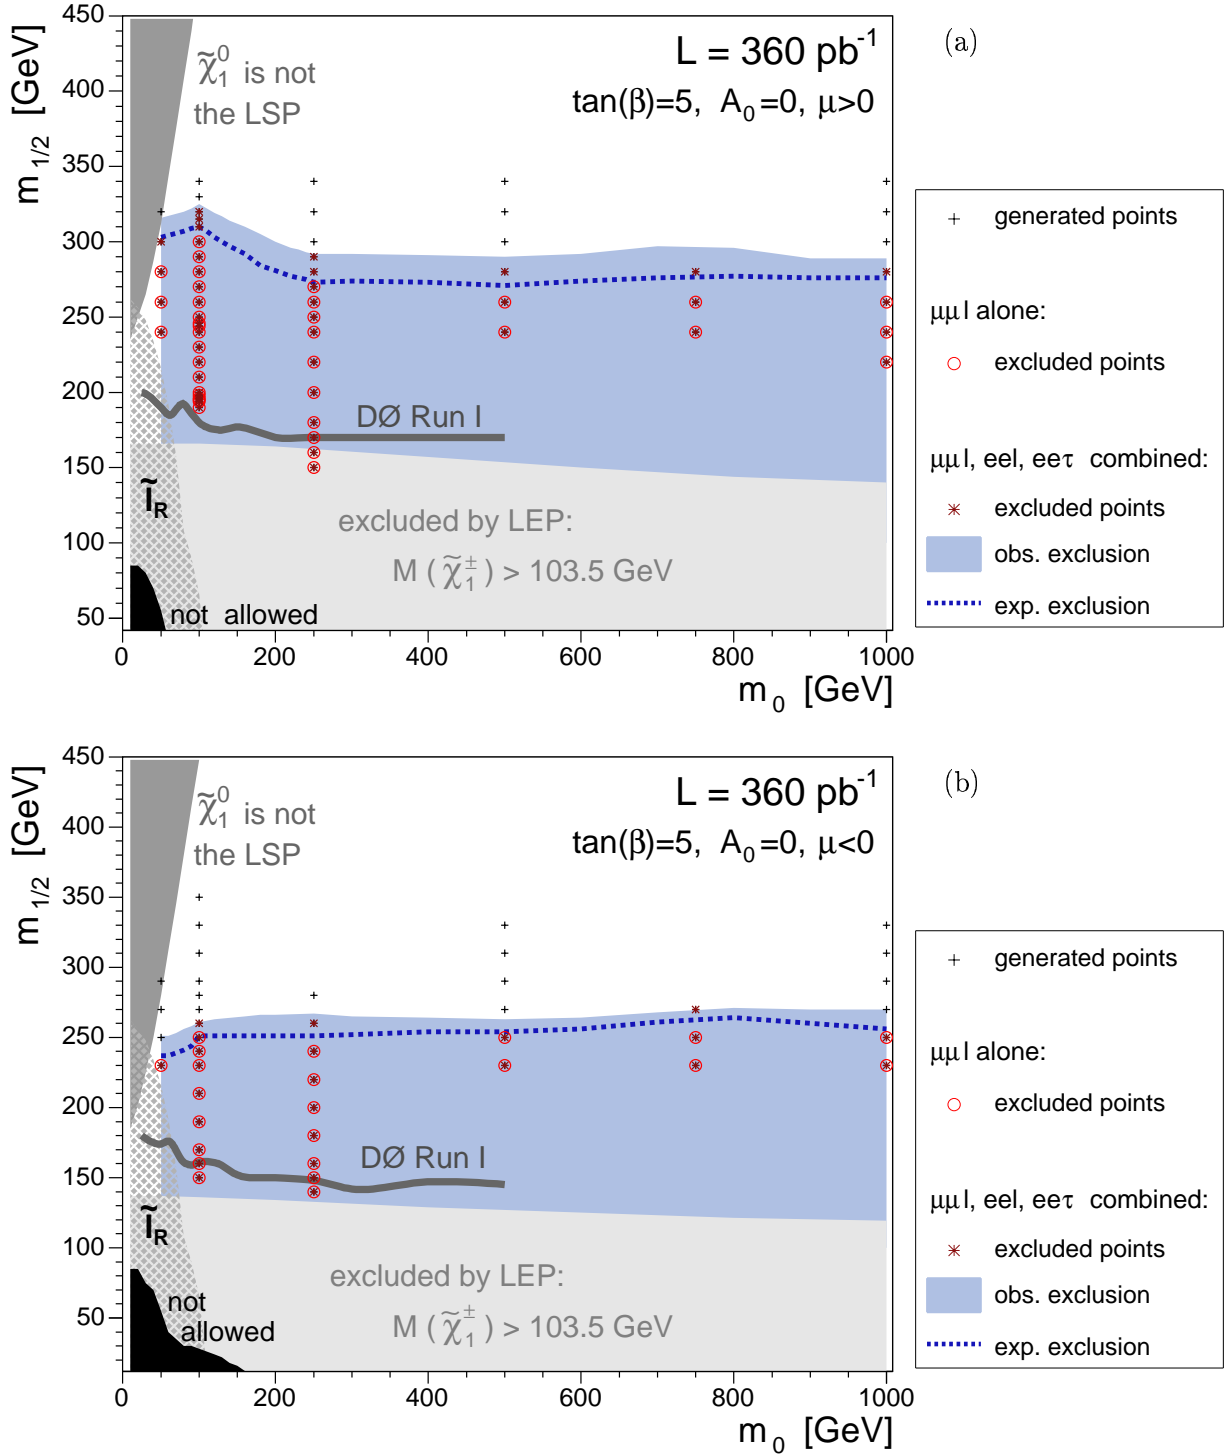 (a)
m1/2 [GeV]
450
400
350
300
250
200
150
100
50
χ̃₁⁰ is not
the LSP
L = 360 pb⁻¹
tan(β)=5, A₀=0, μ>0
DØ Run I
l̃R
excluded by LEP:
M ( χ̃₁± ) > 103.5 GeV
not allowed
0 200 400 600 800 1000
m₀ [GeV]
generated points
μμl alone:
excluded points
μμl, eel, eeτ combined:
excluded points
obs. exclusion
exp. exclusion
(b)
m1/2 [GeV]
450
400
350
300
250
200
150
100
50
χ̃₁⁰ is not
the LSP
L = 360 pb⁻¹
tan(β)=5, A₀=0, μ<0
DØ Run I
l̃R
excluded by LEP:
M ( χ̃₁± ) > 103.5 GeV
not
allowed
0 200 400 600 800 1000
m₀ [GeV]
generated points
μμl alone:
excluded points
μμl, eel, eeτ combined:
excluded points
obs. exclusion
exp. exclusion